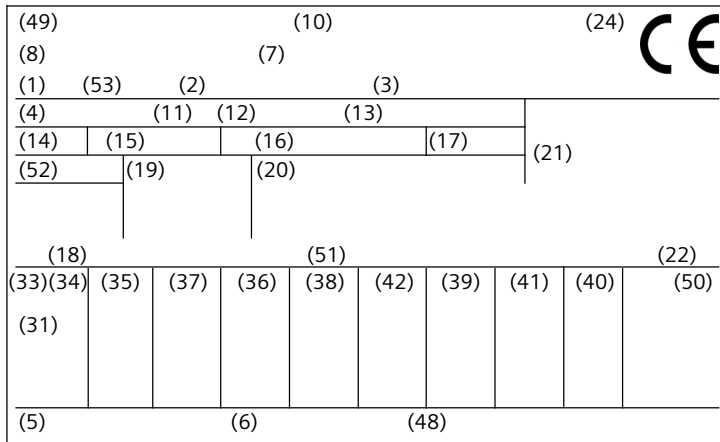 (49) (10) (24) CE
(8) (7)
(1) (53) (2) (3)
(4) (11) (12) (13)
(14) (15) (16) (17)
(21)
(52) (19) (20)
(18) (51) (22)
(33)(34) (35) (37) (36) (38) (42) (39) (41) (40) (50)
(31)
(5) (6) (48)